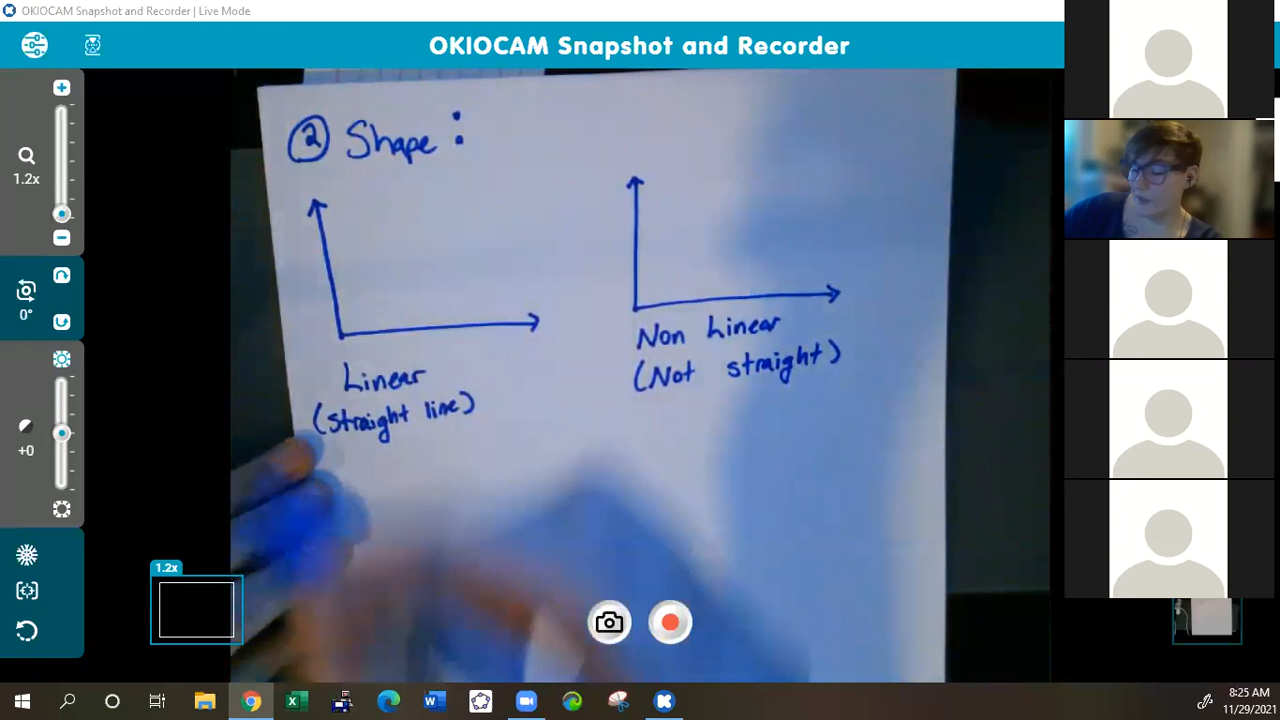 OKIOCAM Snapshot and Recorder | Live Mode
OKIOCAM Snapshot and Recorder
1.2x
0°
+0
② Shape :
Linear
(straight line)
Non Linear
(Not straight)
1.2x
8:25 AM
11/29/2021